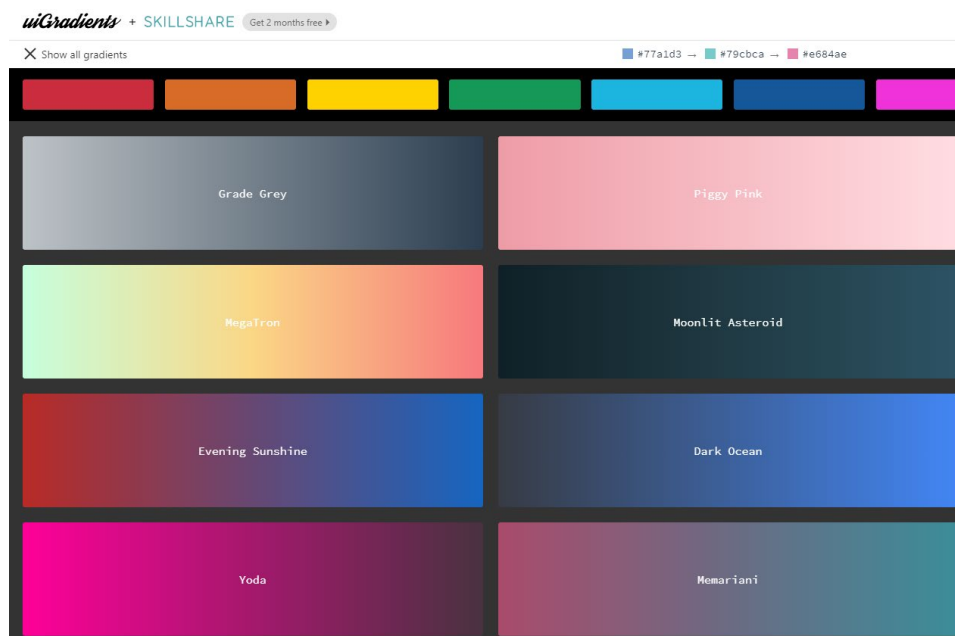 uiGradients + SKILLSHARE Get 2 months free
Show all gradients
#77a1d3 → #79cbca → #e684ae
Grade Grey
Piggy Pink
MegaTron
Moonlit Asteroid
Evening Sunshine
Dark Ocean
Yoda
Memariani